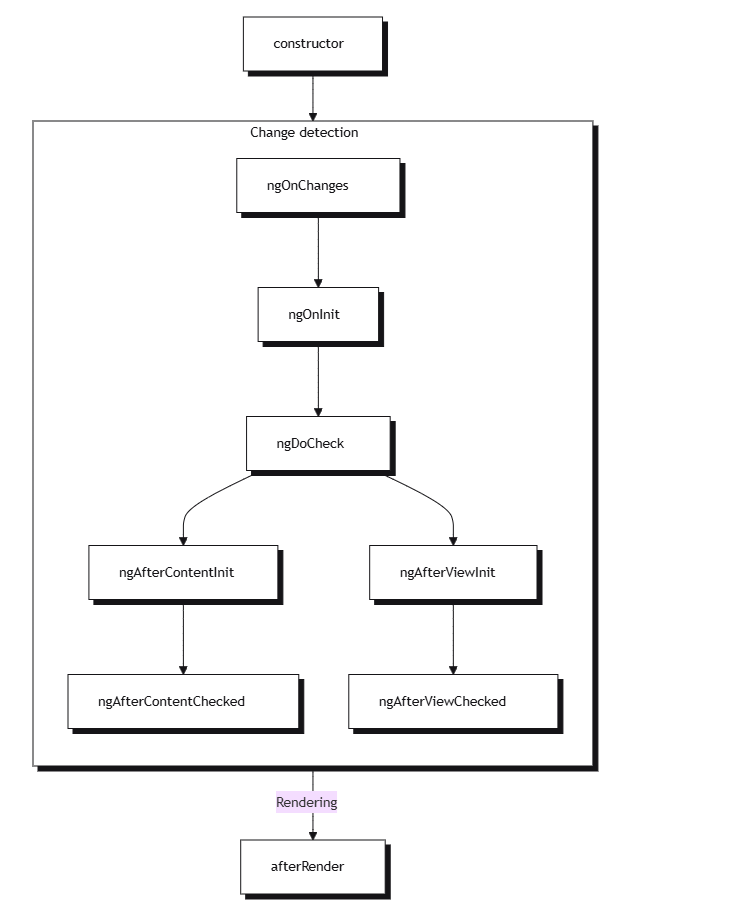 constructor
Change detection
ngOnChanges
ngOnInit
ngDoCheck
ngAfterContentInit
ngAfterViewInit
ngAfterContentChecked
ngAfterViewChecked
Rendering
afterRender